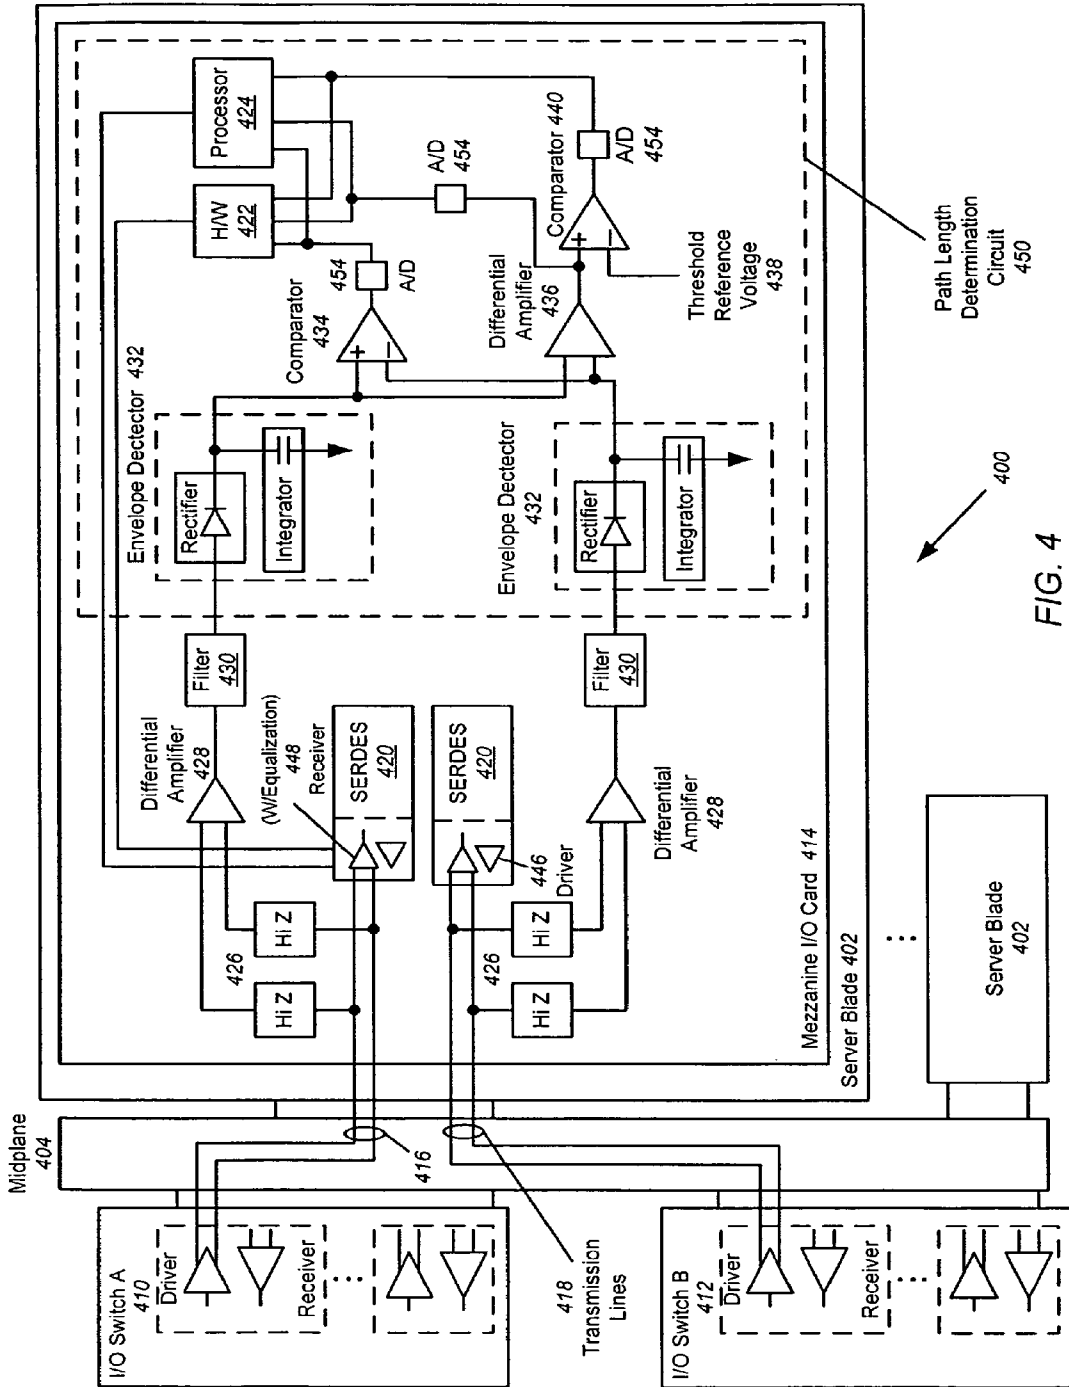 Midplane
404
I/O Switch A
410
Driver
Receiver
...
I/O Switch B
412
Driver
Receiver
...
416
418
Transmission
Lines
Hi Z
Hi Z
426
Hi Z
Hi Z
426
Differential
Amplifier
428
(W/Equalization)
448
Receiver
SERDES
420
SERDES
420
446
Driver
Differential
Amplifier
428
Filter
430
Filter
430
Envelope Dectector 432
Rectifier
Integrator
Envelope Dectector
432
Rectifier
Integrator
Comparator
434
+
−
454
A/D
H/W
422
Processor
424
A/D
454
Differential
Amplifier
436
Comparator 440
+
−
A/D
454
Threshold
Reference
Voltage
438
Path Length
Determination
Circuit
450
Mezzanine I/O Card 414
Server Blade 402
...
Server Blade
402
400
FIG. 4